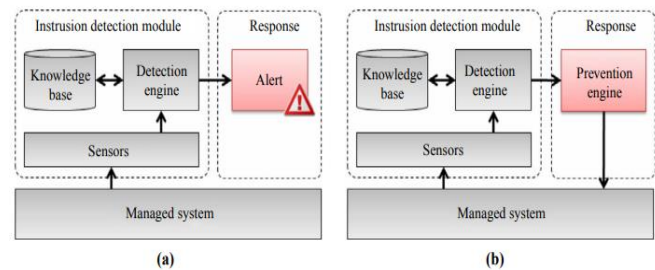 Instrusion detection module
Response
Knowledge
base
Detection
engine
Alert
Sensors
Managed system
(a)
Instrusion detection module
Response
Knowledge
base
Detection
engine
Prevention
engine
Sensors
Managed system
(b)